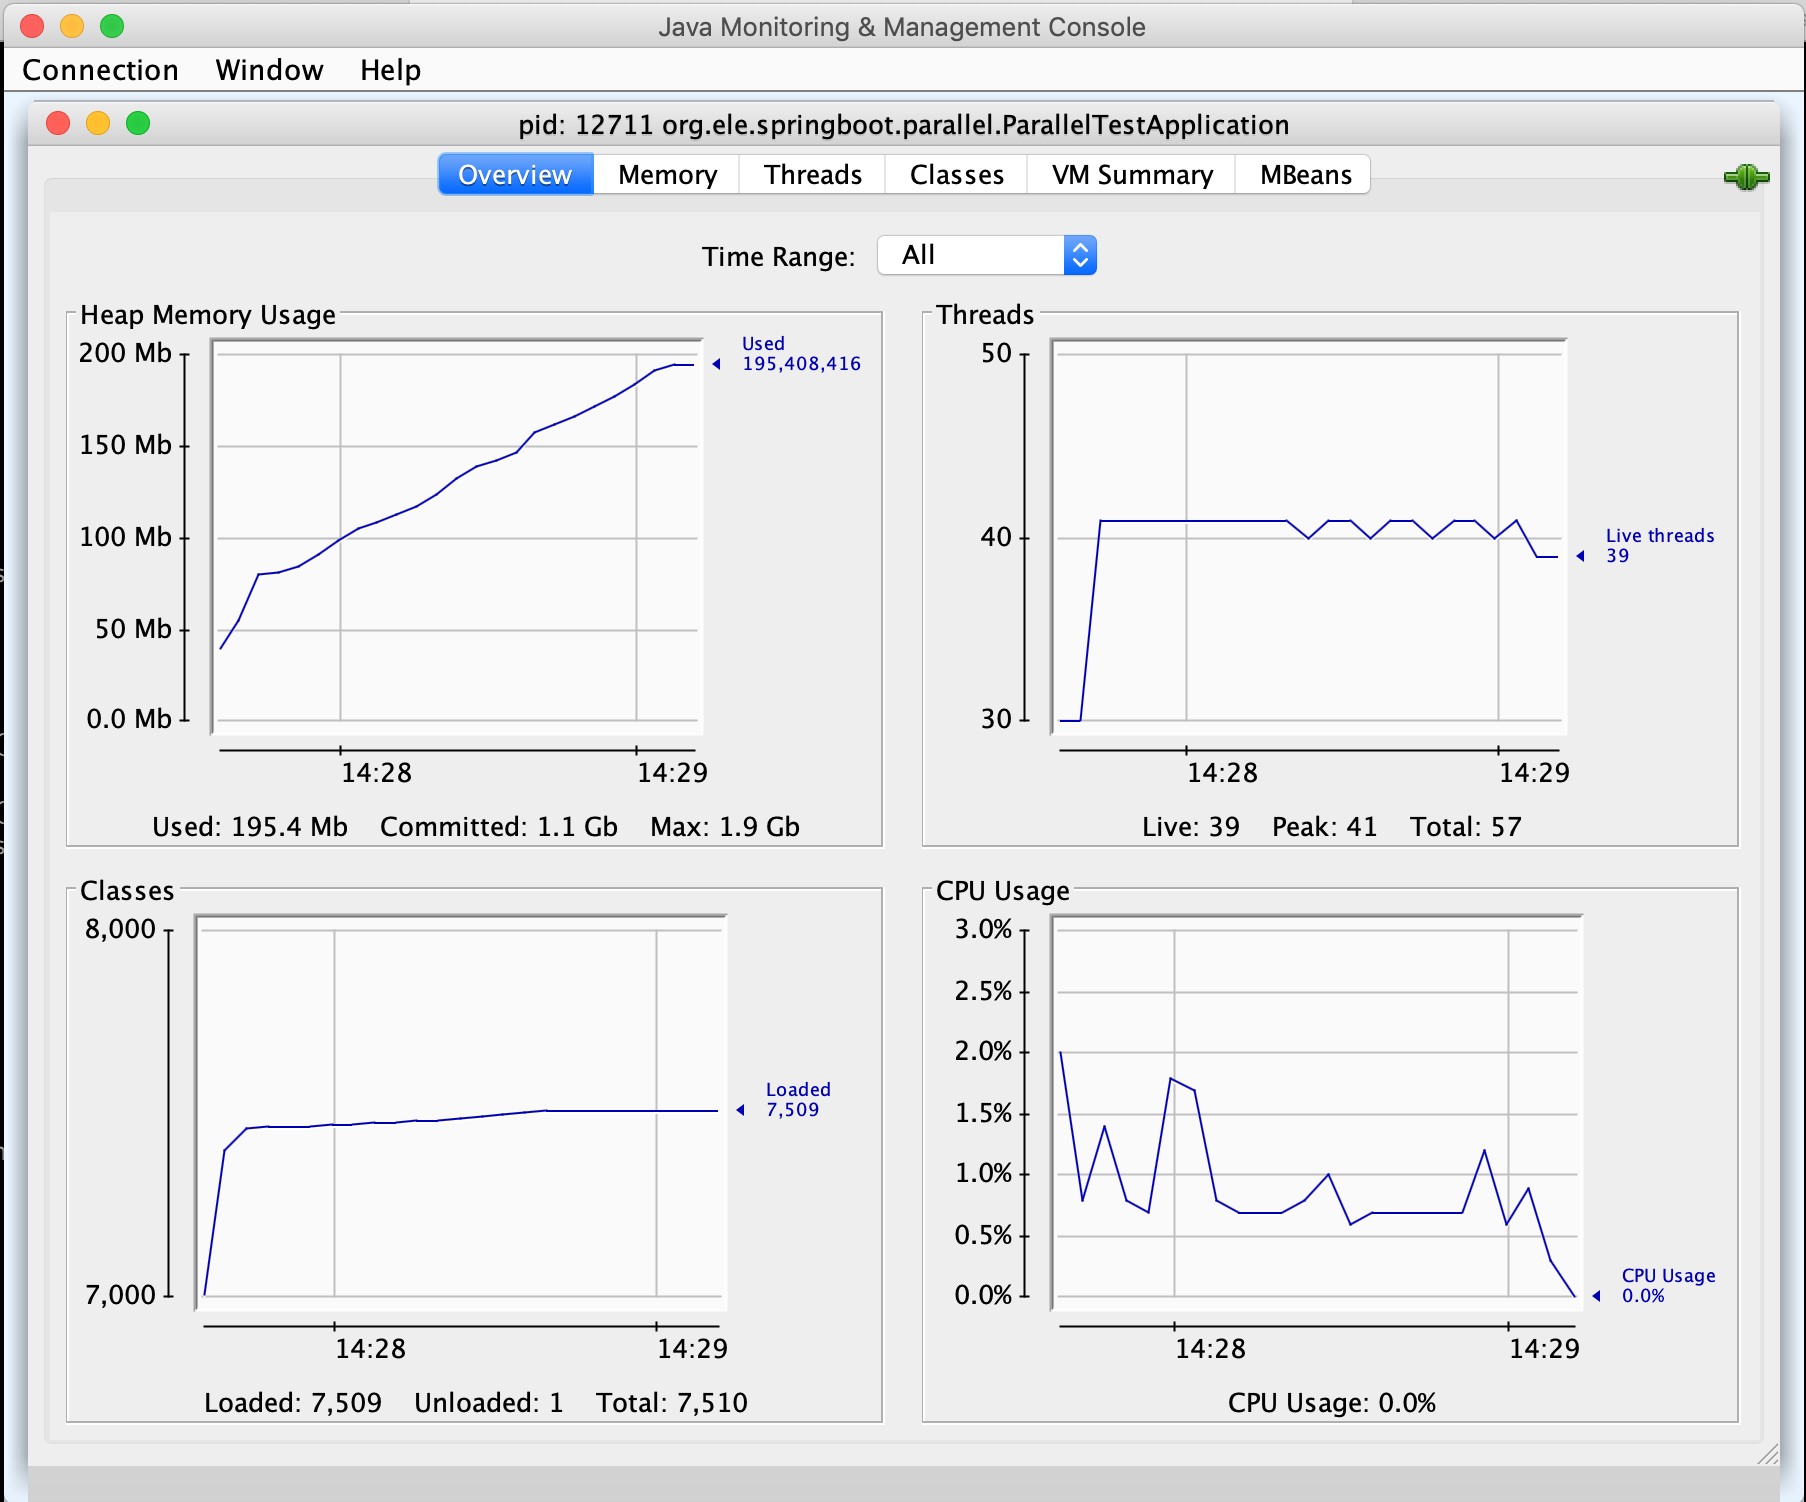 Java Monitoring & Management Console
Connection Window Help
pid: 12711 org.ele.springboot.parallel.ParallelTestApplication
Overview Memory Threads Classes VM Summary MBeans
Time Range: All
Heap Memory Usage
200 Mb
150 Mb
100 Mb
50 Mb
0.0 Mb
Used
195,408,416
14:28 14:29
Used: 195.4 Mb Committed: 1.1 Gb Max: 1.9 Gb
Threads
50
40
30
Live threads
39
14:28 14:29
Live: 39 Peak: 41 Total: 57
Classes
8,000
7,000
Loaded
7,509
14:28 14:29
Loaded: 7,509 Unloaded: 1 Total: 7,510
CPU Usage
3.0%
2.5%
2.0%
1.5%
1.0%
0.5%
0.0%
CPU Usage
0.0%
14:28 14:29
CPU Usage: 0.0%